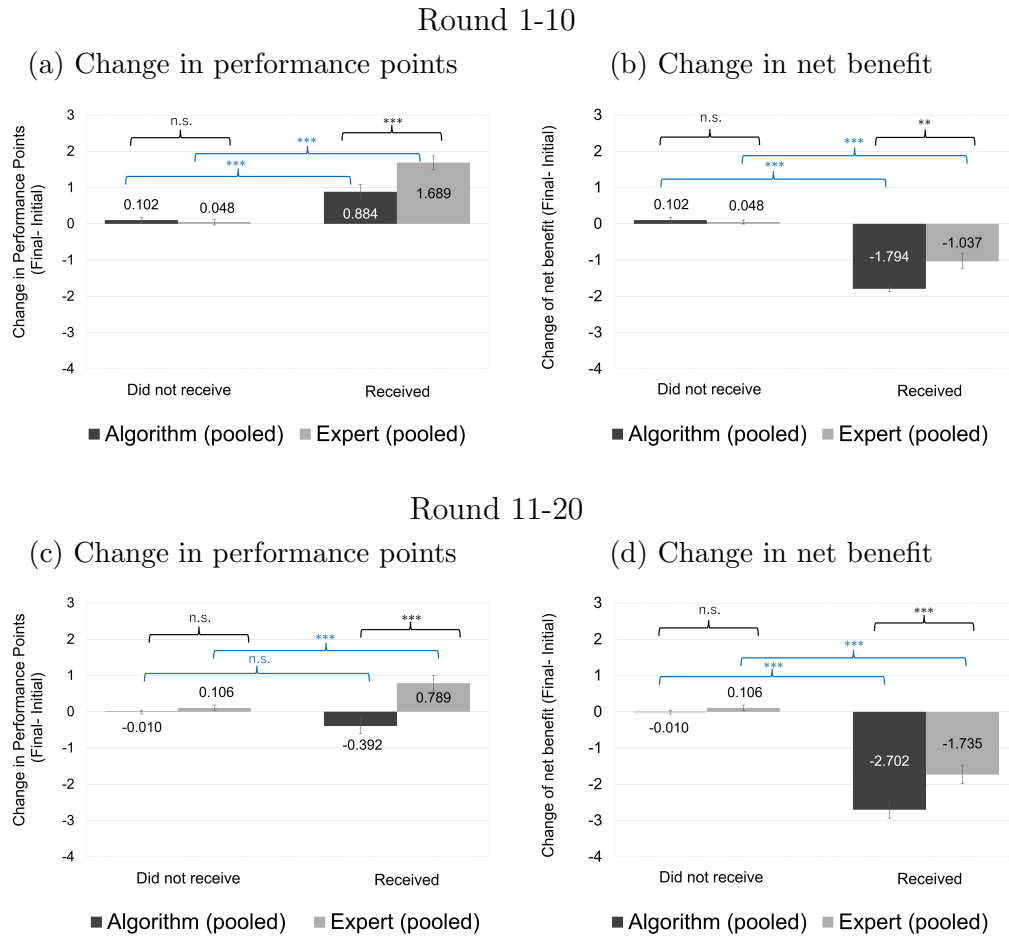 Round 1-10
(a) Change in performance points
Change in Performance Points
(Final- Initial)
3
2
1
0
-1
-2
-3
-4
n.s.
***
***
***
0.102
0.048
0.884
1.689
Did not receive
Received
Algorithm (pooled)
Expert (pooled)
(b) Change in net benefit
Change of net benefit (Final- Initial)
3
2
1
0
-1
-2
-3
-4
n.s.
**
***
***
0.102
0.048
-1.794
-1.037
Did not receive
Received
Algorithm (pooled)
Expert (pooled)
Round 11-20
(c) Change in performance points
Change in Performance Points
(Final- Initial)
3
2
1
0
-1
-2
-3
-4
n.s.
***
***
n.s.
-0.010
0.106
-0.392
0.789
Did not receive
Received
Algorithm (pooled)
Expert (pooled)
(d) Change in net benefit
Change of net benefit (Final- Initial)
3
2
1
0
-1
-2
-3
-4
n.s.
***
***
***
-0.010
0.106
-2.702
-1.735
Did not receive
Received
Algorithm (pooled)
Expert (pooled)